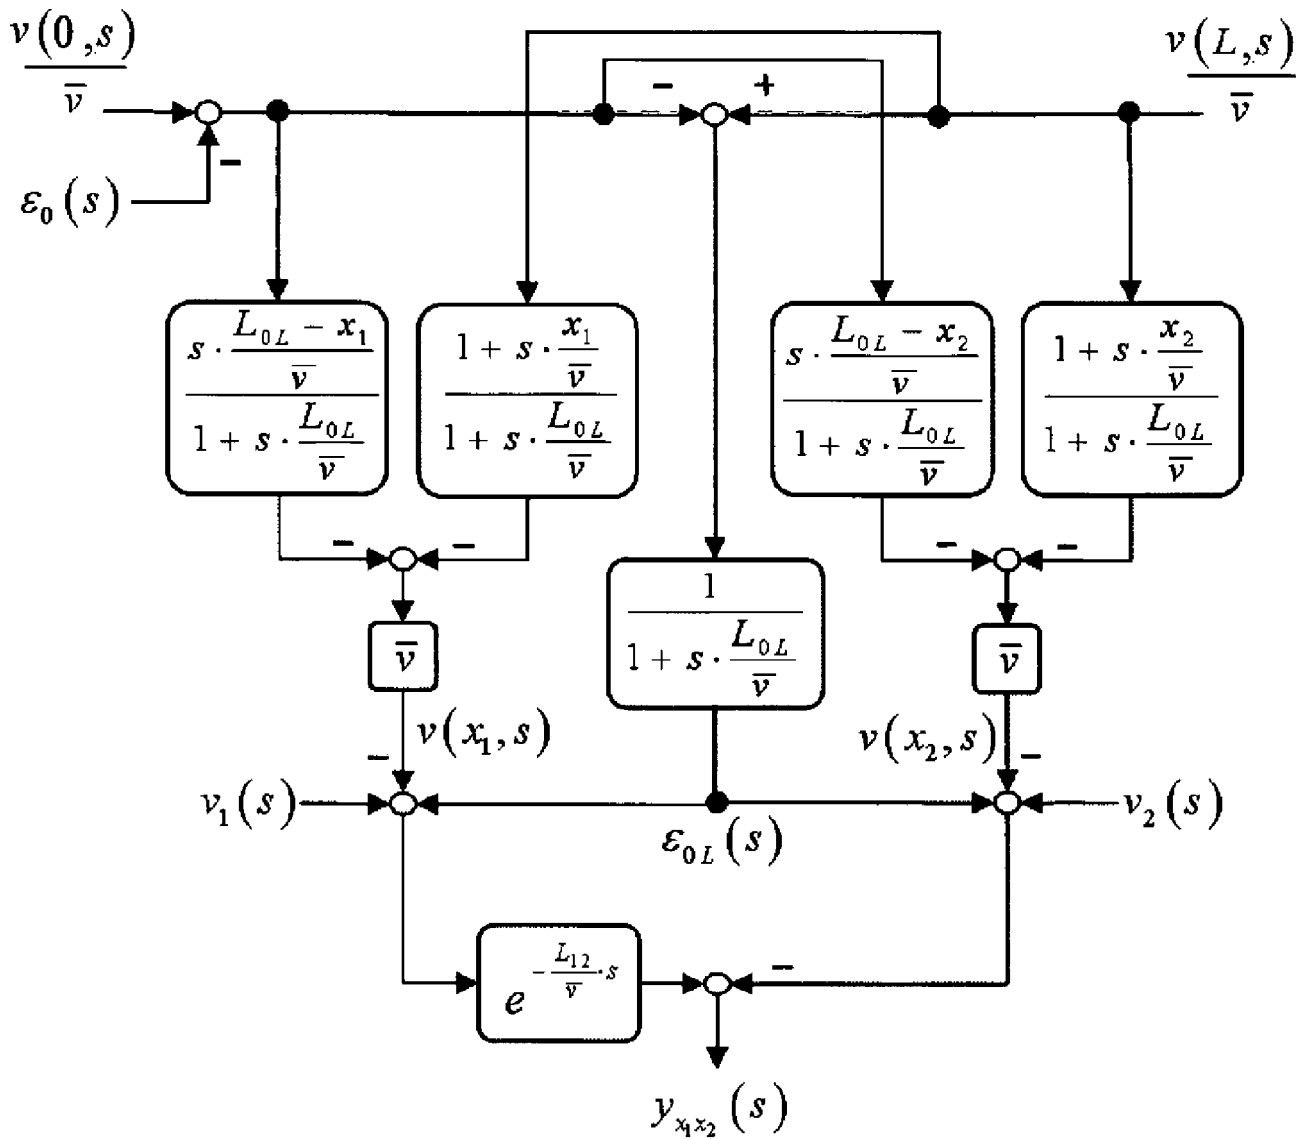 v(0,s)
v̄
v(L,s)
v̄
− +
−
ε₀(s)
s · (L₀L − x₁)/v̄
1 + s · L₀L/v̄
1 + s · x₁/v̄
1 + s · L₀L/v̄
s · (L₀L − x₂)/v̄
1 + s · L₀L/v̄
1 + s · x₂/v̄
1 + s · L₀L/v̄
− − − −
1
1 + s · L₀L/v̄
v̄ v̄
v(x₁,s) v(x₂,s)
− −
v₁(s) v₂(s)
ε₀L(s)
e^(−(L₁₂/v̄)·s)
−
y_x₁x₂(s)